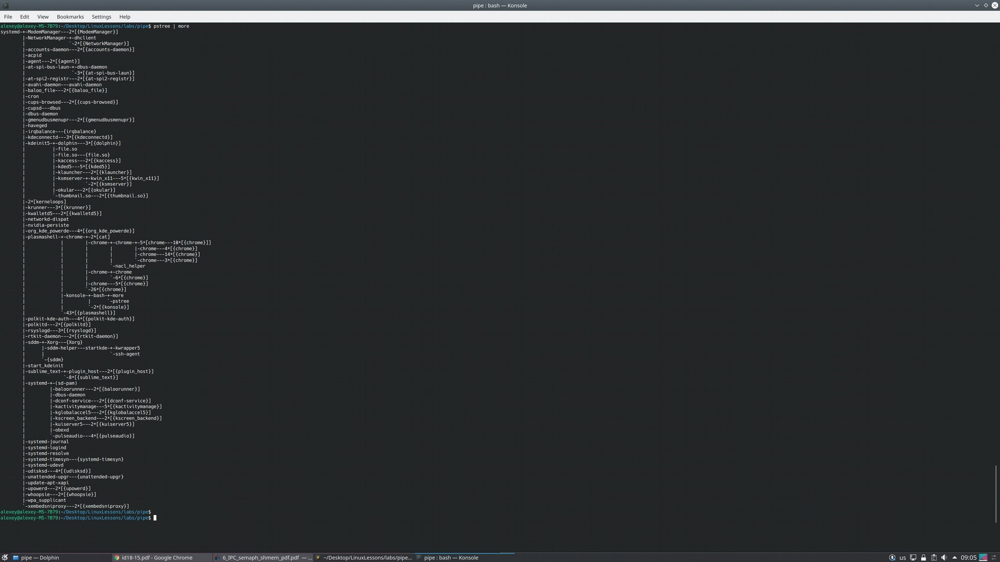 pipe : bash — Konsole
File Edit View Bookmarks Settings Help
alexey@alexey-MS-7B79:~/Desktop/LinuxLessons/labs/pipe$ pstree | more
systemd-+-ModemManager---2*[{ModemManager}]
        |-NetworkManager-+-dhclient
        |                `-2*[{NetworkManager}]
        |-accounts-daemon---2*[{accounts-daemon}]
        |-acpid
        |-agent---2*[{agent}]
        |-at-spi-bus-laun-+-dbus-daemon
        |                 `-3*[{at-spi-bus-laun}]
        |-at-spi2-registr---2*[{at-spi2-registr}]
        |-avahi-daemon---avahi-daemon
        |-baloo_file---2*[{baloo_file}]
        |-cron
        |-cups-browsed---2*[{cups-browsed}]
        |-cupsd---dbus
        |-dbus-daemon
        |-gmenudbusmenupr---2*[{gmenudbusmenupr}]
        |-haveged
        |-irqbalance---{irqbalance}
        |-kdeconnectd---3*[{kdeconnectd}]
        |-kdeinit5-+-dolphin---3*[{dolphin}]
        |          |-file.so
        |          |-file.so---{file.so}
        |          |-kaccess---2*[{kaccess}]
        |          |-kded5---5*[{kded5}]
        |          |-klauncher---2*[{klauncher}]
        |          |-ksmserver-+-kwin_x11---5*[{kwin_x11}]
        |          |           `-2*[{ksmserver}]
        |          |-okular---2*[{okular}]
        |          `-thumbnail.so---2*[{thumbnail.so}]
        |-2*[kerneloops]
        |-krunner---3*[{krunner}]
        |-kwalletd5---2*[{kwalletd5}]
        |-networkd-dispat
        |-nvidia-persiste
        |-org_kde_powerde---4*[{org_kde_powerde}]
        |-plasmashell-+-chrome-+-2*[cat]
        |             |        |-chrome-+-chrome-+-5*[chrome---10*[{chrome}]]
        |             |        |        |        |-chrome---4*[{chrome}]
        |             |        |        |        |-chrome---14*[{chrome}]
        |             |        |        |        `-chrome---3*[{chrome}]
        |             |        |        `-nacl_helper
        |             |        |-chrome-+-chrome
        |             |        |        `-6*[{chrome}]
        |             |        |-chrome---5*[{chrome}]
        |             |        `-26*[{chrome}]
        |             |-konsole-+-bash-+-more
        |             |         |      `-pstree
        |             |         `-2*[{konsole}]
        |             `-43*[{plasmashell}]
        |-polkit-kde-auth---4*[{polkit-kde-auth}]
        |-polkitd---2*[{polkitd}]
        |-rsyslogd---3*[{rsyslogd}]
        |-rtkit-daemon---2*[{rtkit-daemon}]
        |-sddm-+-Xorg---{Xorg}
        |      |-sddm-helper---startkde-+-kwrapper5
        |      |                        `-ssh-agent
        |      `-{sddm}
        |-start_kdeinit
        |-sublime_text-+-plugin_host---2*[{plugin_host}]
        |              `-8*[{sublime_text}]
        |-systemd-+-(sd-pam)
        |         |-baloorunner---2*[{baloorunner}]
        |         |-dbus-daemon
        |         |-dconf-service---2*[{dconf-service}]
        |         |-kactivitymanage---5*[{kactivitymanage}]
        |         |-kglobalaccel5---2*[{kglobalaccel5}]
        |         |-kscreen_backend---2*[{kscreen_backend}]
        |         |-kuiserver5---2*[{kuiserver5}]
        |         |-obexd
        |         `-pulseaudio---4*[{pulseaudio}]
        |-systemd-journal
        |-systemd-logind
        |-systemd-resolve
        |-systemd-timesyn---{systemd-timesyn}
        |-systemd-udevd
        |-udisksd---4*[{udisksd}]
        |-unattended-upgr---{unattended-upgr}
        |-update-apt-xapi
        |-upowerd---2*[{upowerd}]
        |-whoopsie---2*[{whoopsie}]
        |-wpa_supplicant
        `-xembedsniproxy---2*[{xembedsniproxy}]
alexey@alexey-MS-7B79:~/Desktop/LinuxLessons/labs/pipe$
alexey@alexey-MS-7B79:~/Desktop/LinuxLessons/labs/pipe$
pipe — Dolphin id18-15.pdf - Google Chrome 6_IPC_semaph_shmem_pdf.pdf — ... ~/Desktop/LinuxLessons/labs/pipe... pipe : bash — Konsole us 09:05